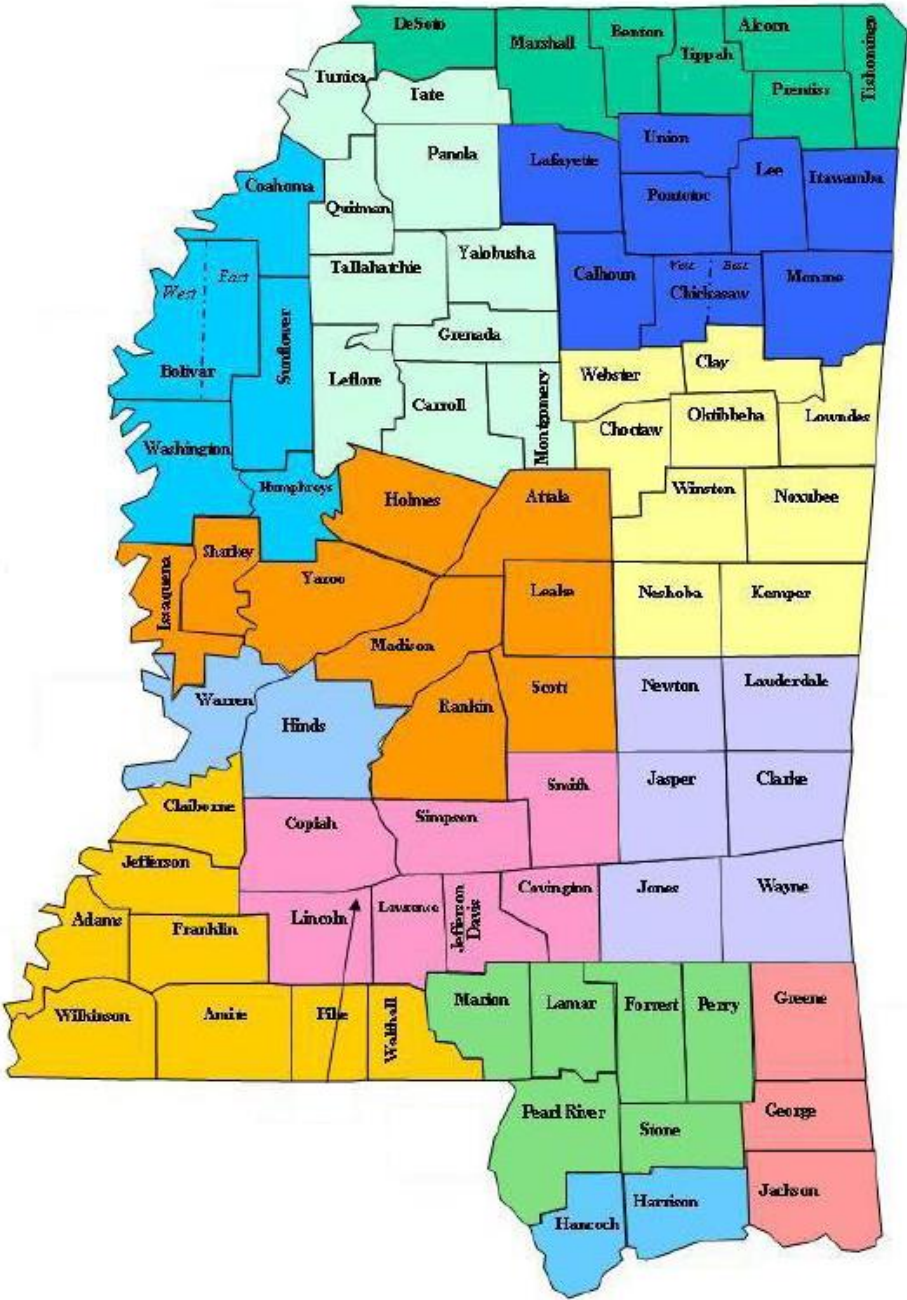 DeSoto
Marshall
Benton
Tippah
Alcorn
Tishomingo
Tunica
Tate
Prentiss
Panola
Lafayette
Union
Lee
Itawamba
Coahoma
Quitman
Pontotoc
Tallahatchie
Yalobusha
Calhoun
West
East
Chickasaw
Monroe
West
East
Bolivar
Sunflower
Grenada
Leflore
Carroll
Montgomery
Webster
Clay
Choctaw
Oktibbeha
Lowndes
Washington
Humphreys
Holmes
Attala
Winston
Noxubee
Issaquena
Sharkey
Yazoo
Leake
Neshoba
Kemper
Madison
Warren
Hinds
Rankin
Scott
Newton
Lauderdale
Claiborne
Copiah
Simpson
Smith
Jasper
Clarke
Jefferson
Adams
Franklin
Lincoln
Lawrence
Jefferson
Davis
Covington
Jones
Wayne
Wilkinson
Amite
Pike
Walthall
Marion
Lamar
Forrest
Perry
Greene
Pearl River
Stone
George
Hancoch
Harrison
Jackson